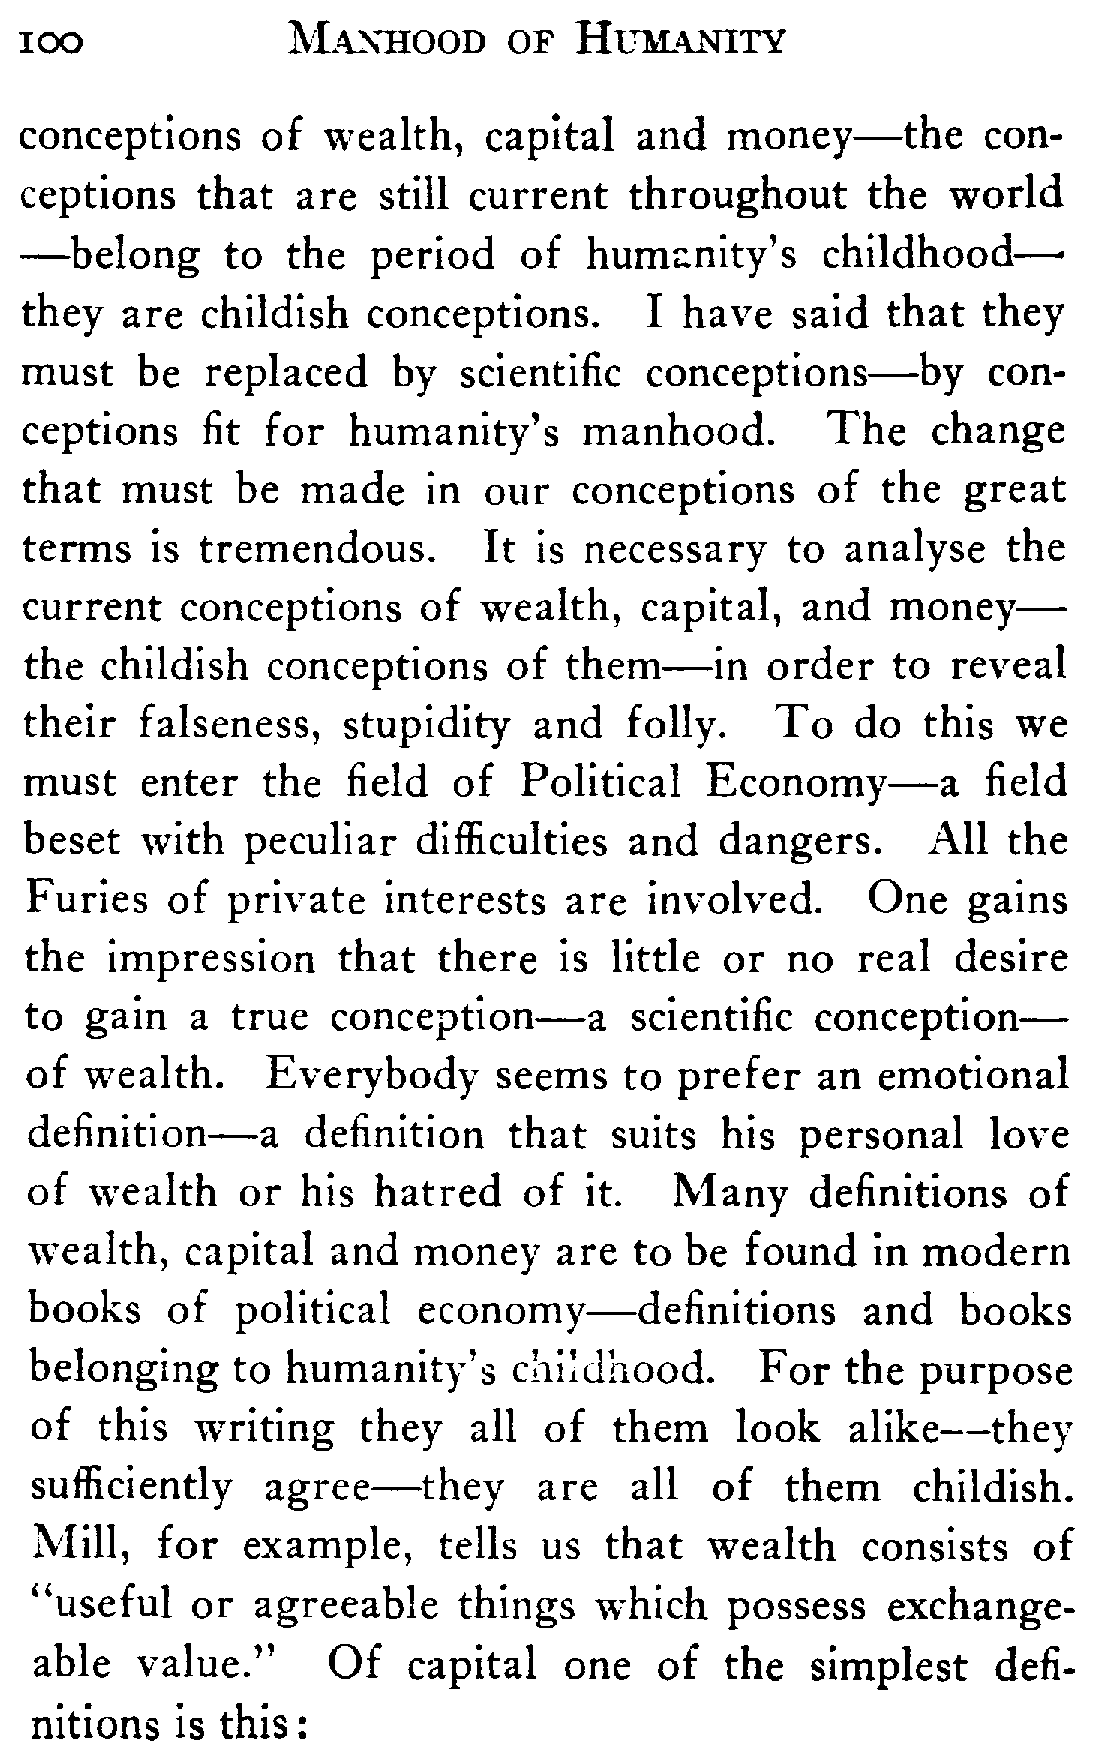 100 MANHOOD OF HUMANITY
conceptions of wealth, capital and money—the con-
ceptions that are still current throughout the world
—belong to the period of humanity's childhood—
they are childish conceptions. I have said that they
must be replaced by scientific conceptions—by con-
ceptions fit for humanity's manhood. The change
that must be made in our conceptions of the great
terms is tremendous. It is necessary to analyse the
current conceptions of wealth, capital, and money—
the childish conceptions of them—in order to reveal
their falseness, stupidity and folly. To do this we
must enter the field of Political Economy—a field
beset with peculiar difficulties and dangers. All the
Furies of private interests are involved. One gains
the impression that there is little or no real desire
to gain a true conception—a scientific conception—
of wealth. Everybody seems to prefer an emotional
definition—a definition that suits his personal love
of wealth or his hatred of it. Many definitions of
wealth, capital and money are to be found in modern
books of political economy—definitions and books
belonging to humanity's childhood. For the purpose
of this writing they all of them look alike—they
sufficiently agree—they are all of them childish.
Mill, for example, tells us that wealth consists of
“useful or agreeable things which possess exchange-
able value.” Of capital one of the simplest defi-
nitions is this: